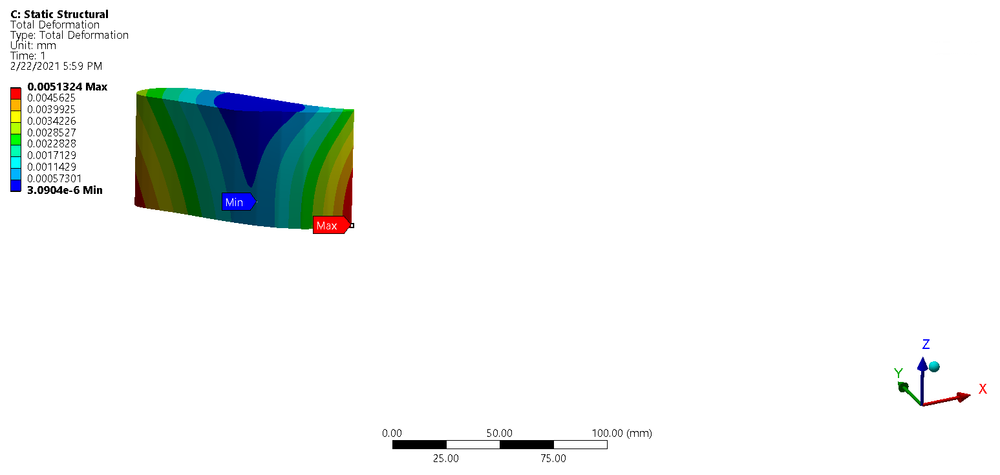 C: Static Structural
Total Deformation
Type: Total Deformation
Unit: mm
Time: 1
2/22/2021 5:59 PM
0.0051324 Max
0.0045625
0.0039925
0.0034226
0.0028527
0.0022828
0.0017129
0.0011429
0.00057301
3.0904e-6 Min
Min
Max
Z
Y
X
0.00 50.00 100.00 (mm)
25.00 75.00